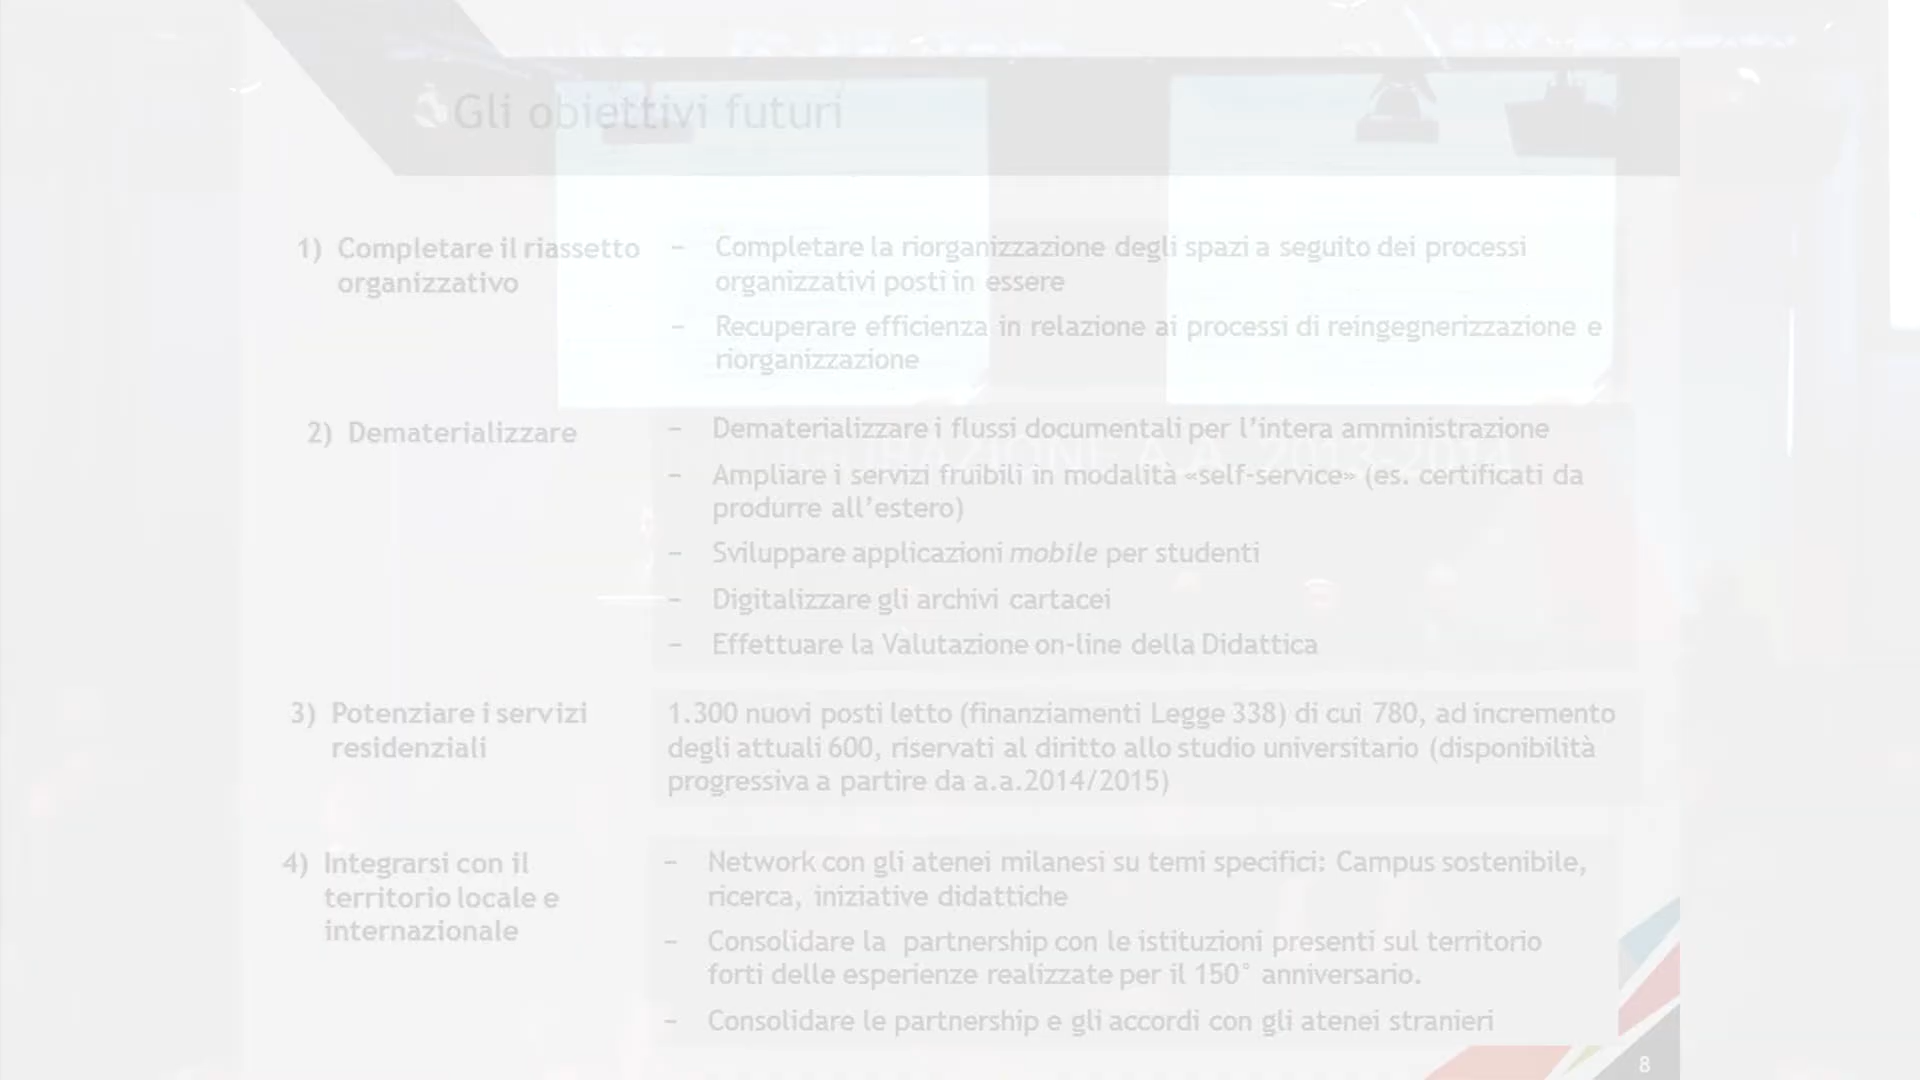 Gli obiettivi futuri
1) Completare il riassetto
organizzativo
– Completare la riorganizzazione degli spazi a seguito dei processi
organizzativi posti in essere
– Recuperare efficienza in relazione ai processi di reingegnerizzazione e
riorganizzazione
2) Dematerializzare
– Dematerializzare i flussi documentali per l’intera amministrazione
A.A. 2013-2014
– Ampliare i servizi fruibili in modalità «self-service» (es. certificati da
produrre all’estero)
– Sviluppare applicazioni mobile per studenti
– Digitalizzare gli archivi cartacei
– Effettuare la Valutazione on-line della Didattica
3) Potenziare i servizi
residenziali
1.300 nuovi posti letto (finanziamenti Legge 338) di cui 780, ad incremento
degli attuali 600, riservati al diritto allo studio universitario (disponibilità
progressiva a partire da a.a.2014/2015)
4) Integrarsi con il
territorio locale e
internazionale
– Network con gli atenei milanesi su temi specifici: Campus sostenibile,
ricerca, iniziative didattiche
– Consolidare la partnership con le istituzioni presenti sul territorio
forti delle esperienze realizzate per il 150° anniversario.
– Consolidare le partnership e gli accordi con gli atenei stranieri
8